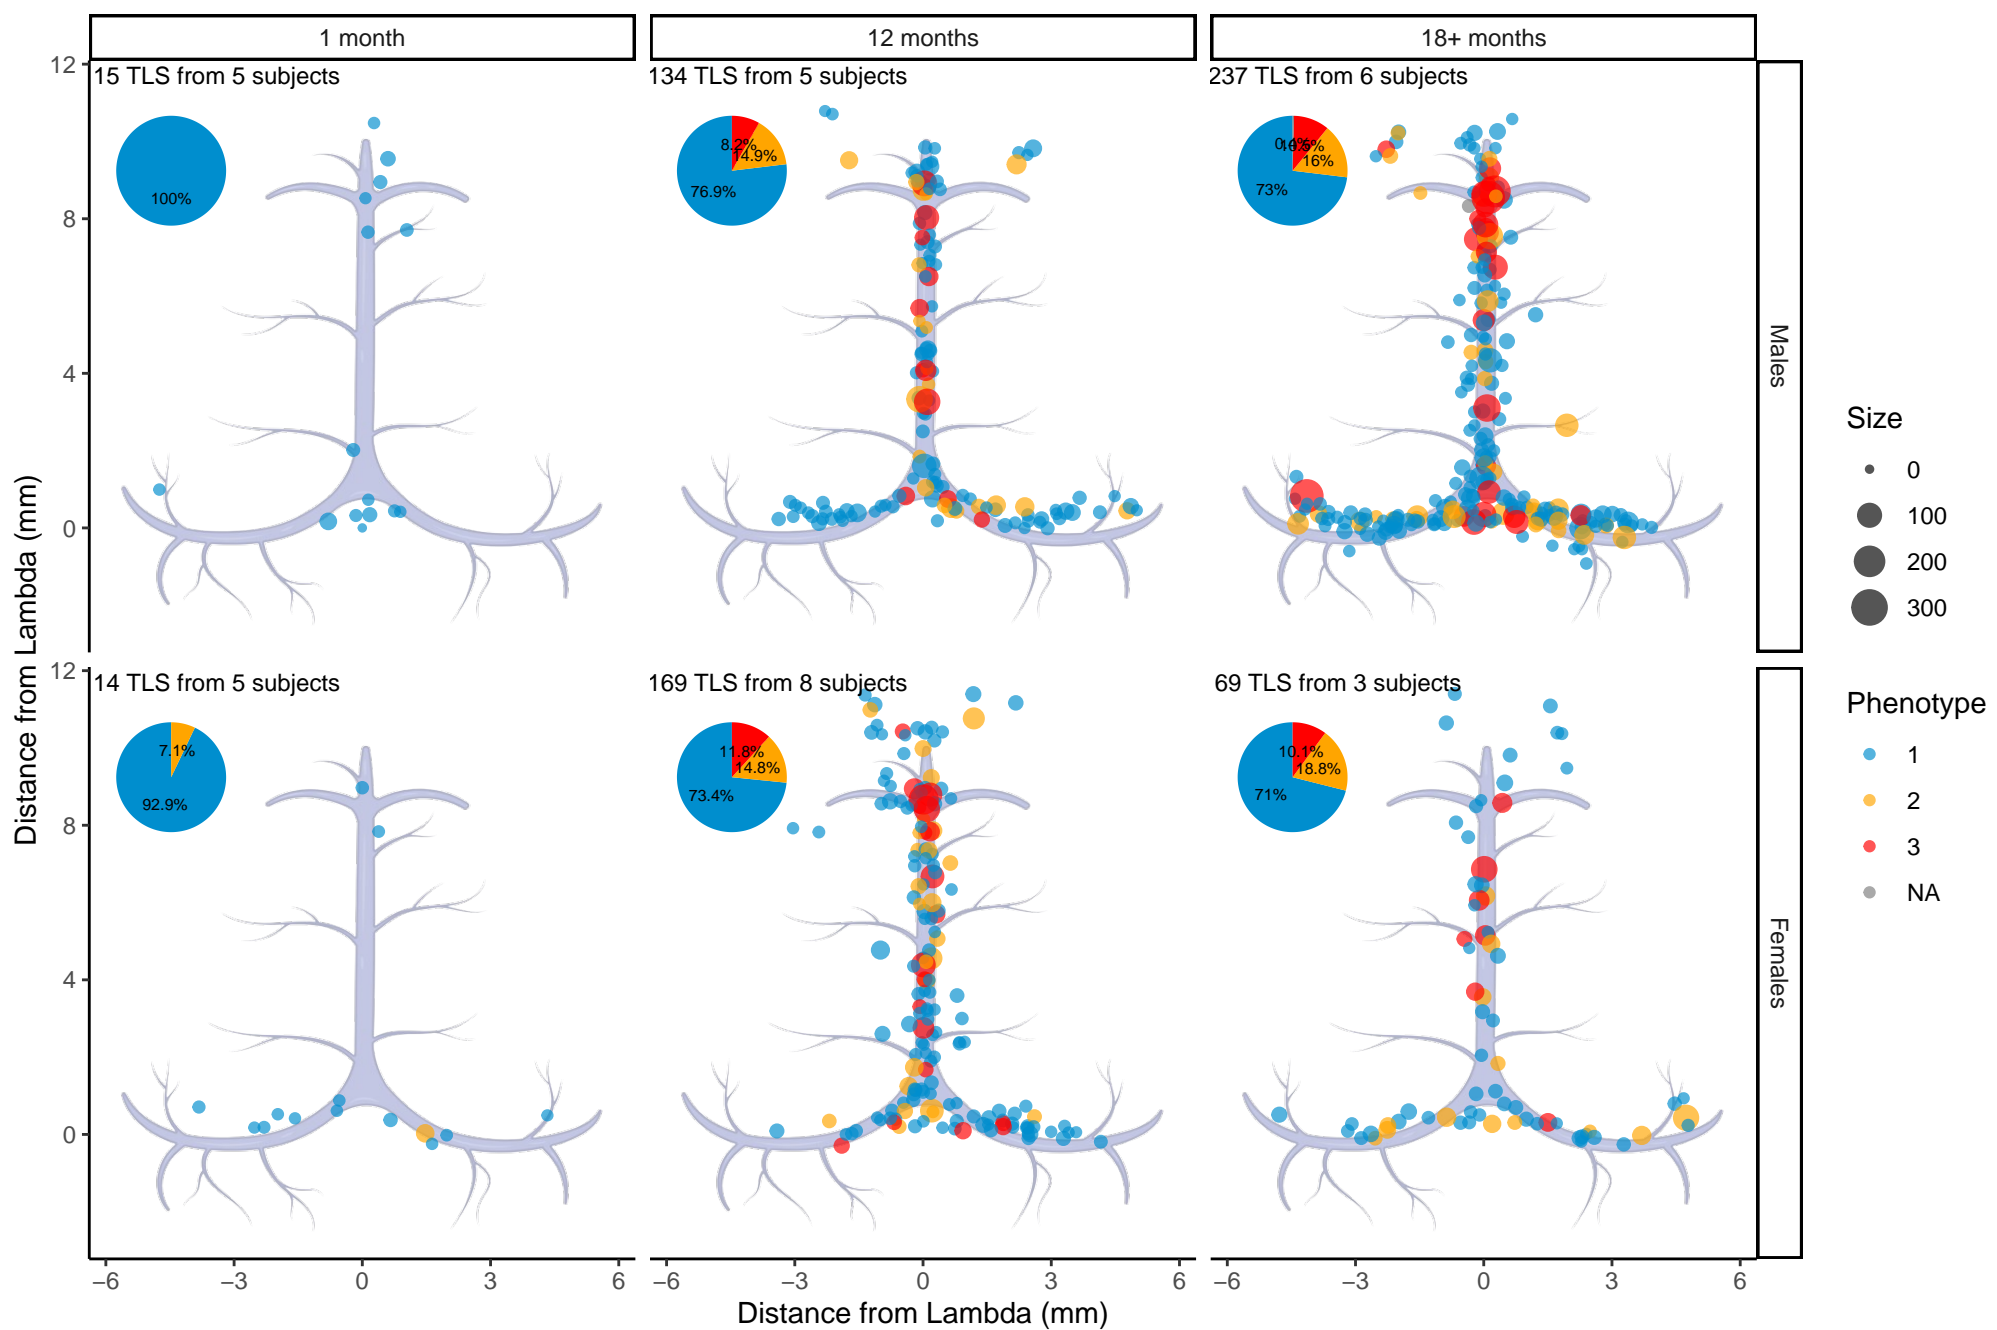 1 month
12 months
18+ months
12
8
4
0
15 TLS from 5 subjects
100%
134 TLS from 5 subjects
8.2%
14.9%
76.9%
237 TLS from 6 subjects
16%
73%
Males
12
8
4
0
14 TLS from 5 subjects
7.1%
92.9%
169 TLS from 8 subjects
11.8%
14.8%
73.4%
69 TLS from 3 subjects
10.1%
18.8%
71%
Females
−6 −3 0 3 6
−6 −3 0 3 6
−6 −3 0 3 6
Distance from Lambda (mm)
Distance from Lambda (mm)
Size
0
100
200
300
Phenotype
1
2
3
NA